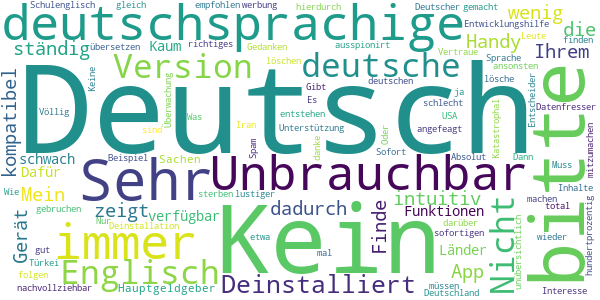 Schulenglisch gleich empfohlen werbung Deutscher gemacht
deutschsprachige wenig die
hierdurch Entwicklungshilfe
ständig übersetzen Kaum richtiges Gedanken ausspioniert Handy Leute finden Ihrem
Version löschen Vertraue Sprache ansonsten
deutsche
kompatibel Keine Überwachung Gibt Es deutschen lösche
Deutsch
bitte
Völlig Was entstehen schlecht ja Entscheider Datenfresser
sind Iran Unterstützung USA
schwach Beispiel Sachen Spam danke angefeagt Katastrophal mitzumachen
Dafür Oder Sofort Absolut Dann
Sehr Unbrauchbar
Wie Mein sterben lustiger dadurch intuitiv Muss Inhalte
gebruchen zeigt Nur verfügbar Finde Funktionen Nicht machen total hundertprozentig
Gerät immer Deinstallation Kein darüber unübersichtlich wieder
gut etwa mal Länder sofortigen
Türkei Englisch App
folgen Deinstalliert müssen
nachvollziehbar Hauptgeldgeber Deutschland Interesse